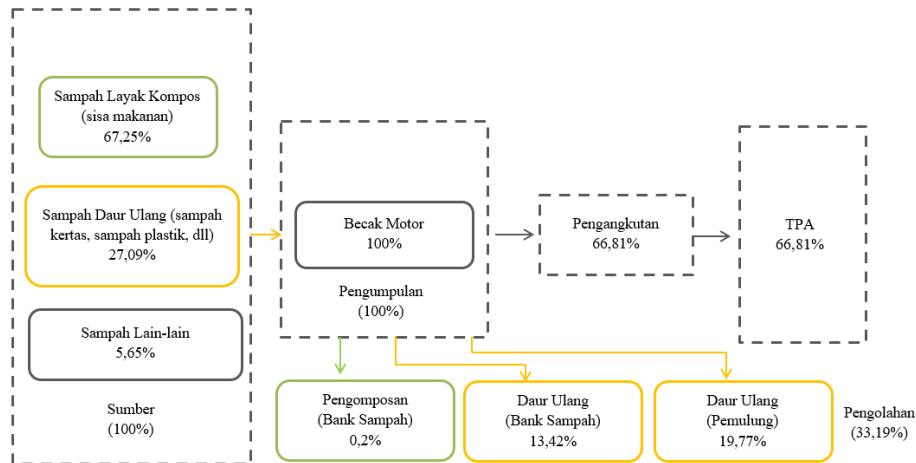 Sampah Layak Kompos
(sisa makanan)
67,25%
Sampah Daur Ulang (sampah
kertas, sampah plastik, dll)
27,09%
Sampah Lain-lain
5,65%
Sumber
(100%)
Becak Motor
100%
Pengumpulan
(100%)
Pengangkutan
66,81%
TPA
66,81%
Pengomposan
(Bank Sampah)
0,2%
Daur Ulang
(Bank Sampah)
13,42%
Daur Ulang
(Pemulung)
19,77%
Pengolahan
(33,19%)